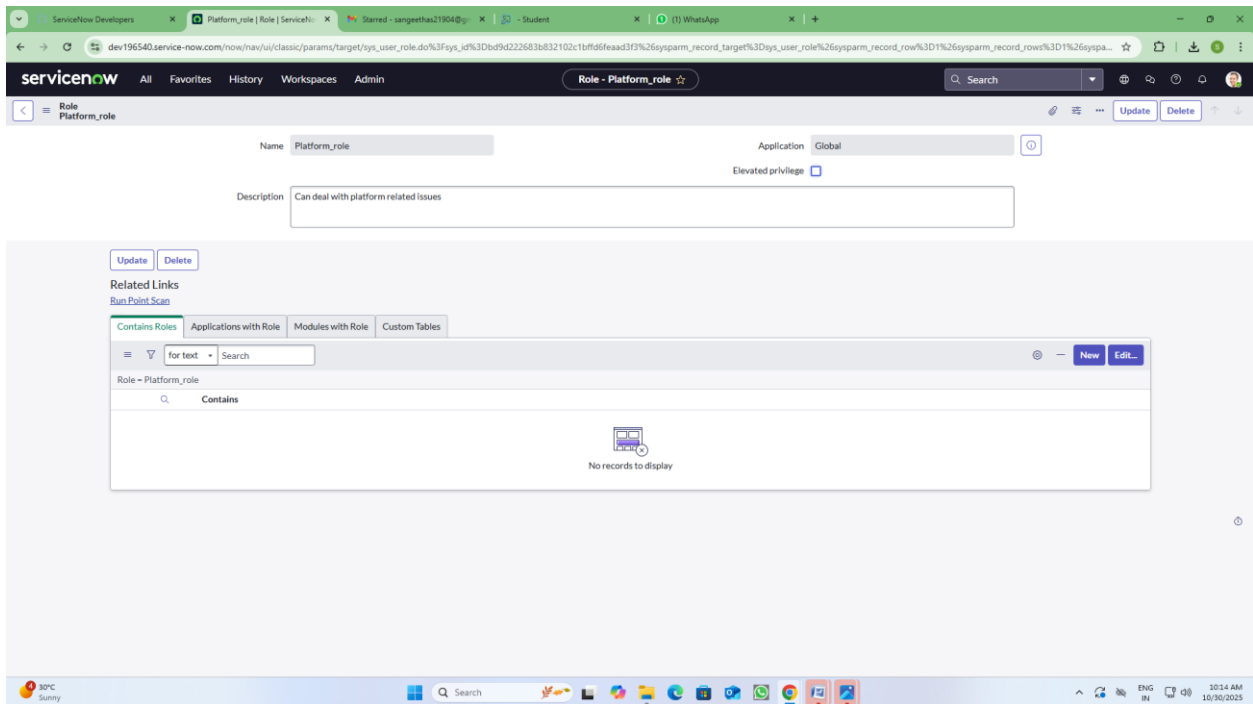 ServiceNow Developers
Platform_role | Role | ServiceNo
Starred - sangeethas21904@gm
- Student
(1) WhatsApp
dev196540.service-now.com/now/nav/ui/classic/params/target/sys_user_role.do%3Fsys_id%3Dbd9d222683b832102c1bffd6feaad3f3%26sysparm_record_target%3Dsys_user_role%26sysparm_record_row%3D1%26sysparm_record_rows%3D1%26syspa...
S
servicenow All Favorites History Workspaces Admin Role - Platform_role Search
Role
Platform_role
Update Delete
Name Platform_role Application Global
Elevated privilege
Description Can deal with platform related issues
Update Delete
Related Links
Run Point Scan
Contains Roles Applications with Role Modules with Role Custom Tables
for text Search New Edit...
Role = Platform_role
Contains
No records to display
4 30°C
Sunny
Search
ENG
IN
10:14 AM
10/30/2025